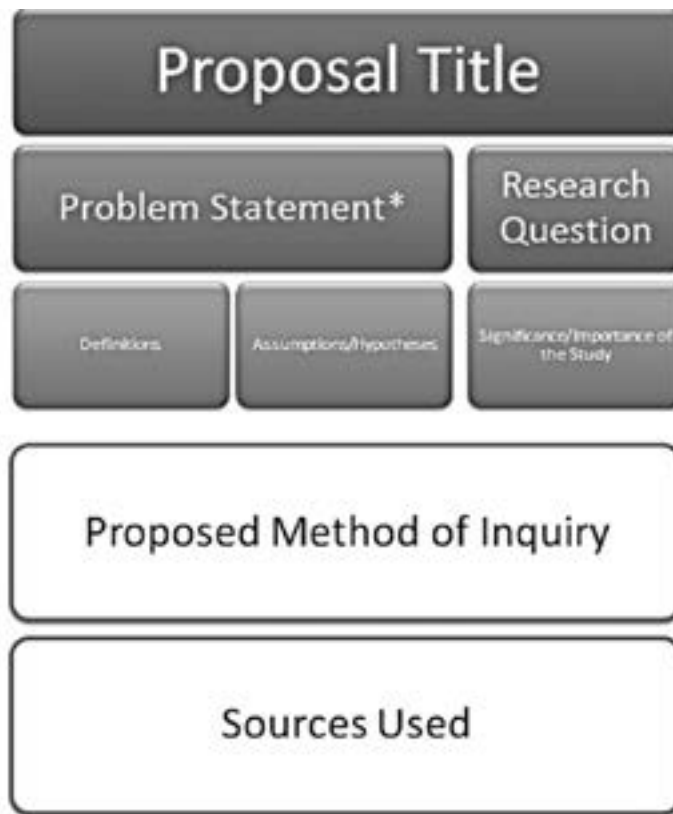 Proposal Title
Problem Statement*
Research
Question
Definitions
Assumptions/Hypotheses
Significance/Importance of
the Study
Proposed Method of Inquiry
Sources Used